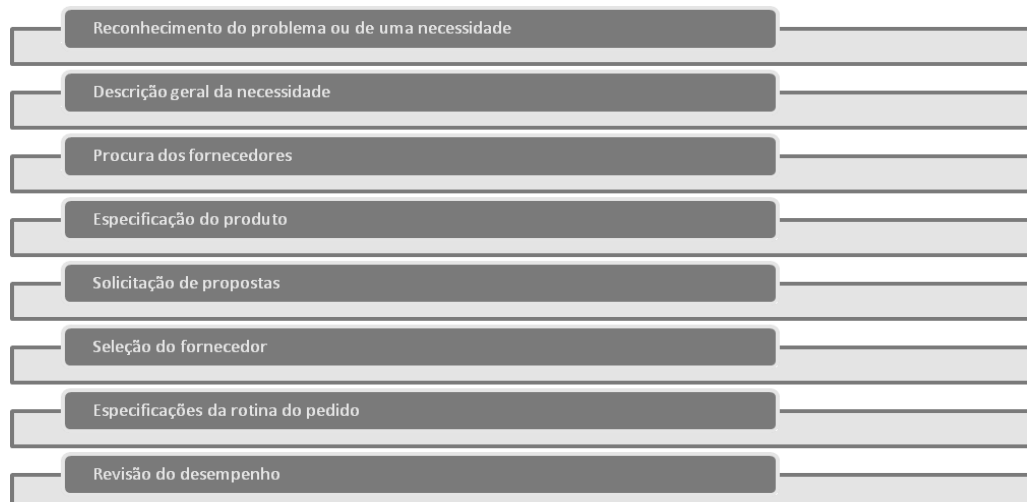 Reconhecimento do problema ou de uma necessidade
Descrição geral da necessidade
Procura dos fornecedores
Especificação do produto
Solicitação de propostas
Seleção do fornecedor
Especificações da rotina do pedido
Revisão do desempenho